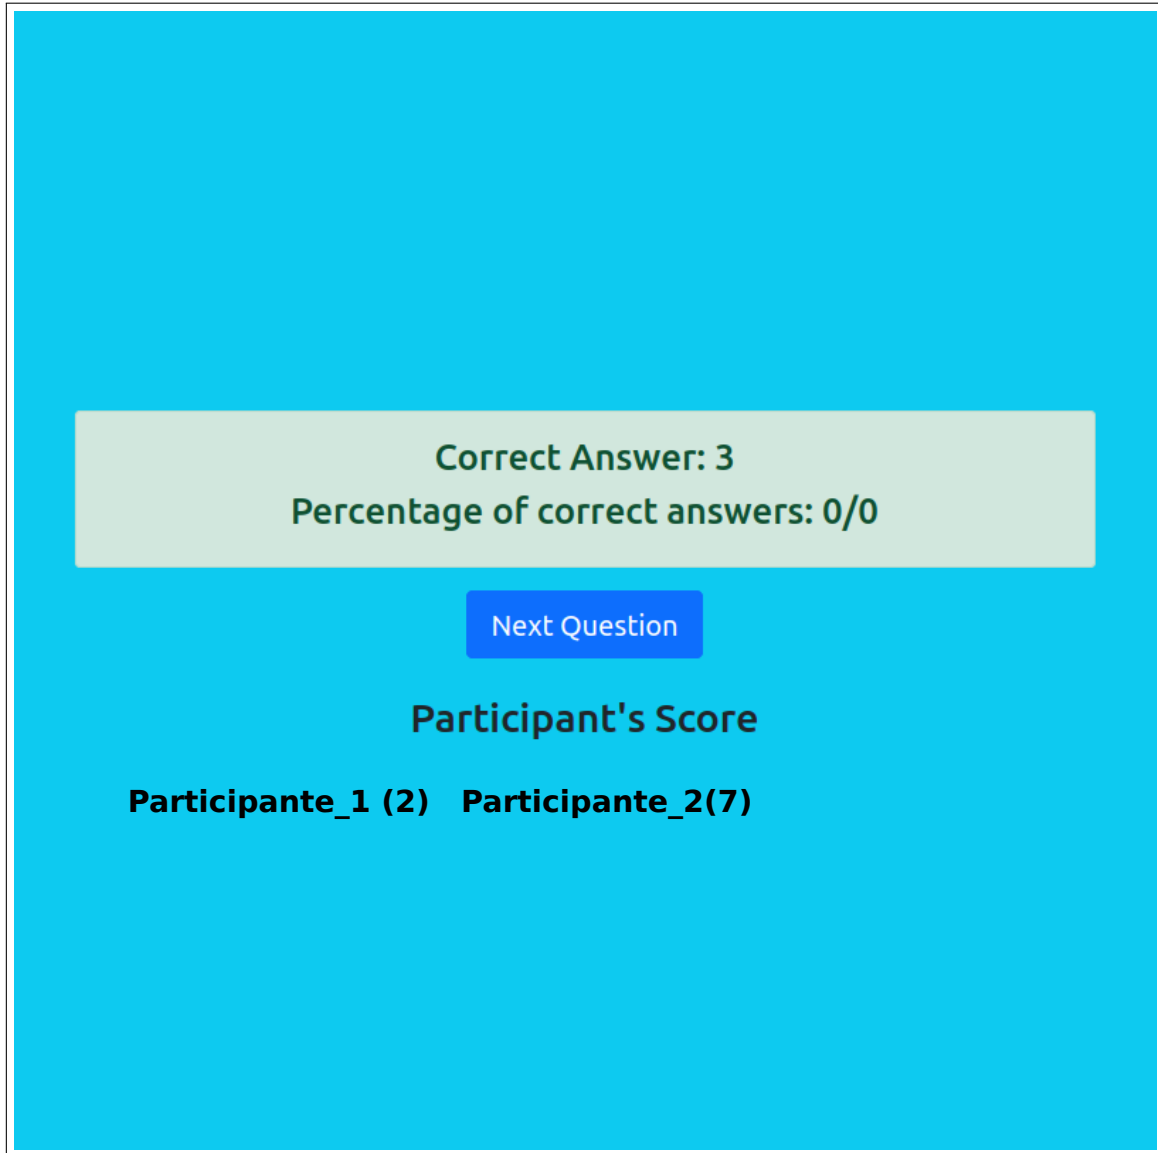 Correct Answer: 3
Percentage of correct answers: 0/0
Next Question
Participant's Score
Participante_1 (2) Participante_2(7)